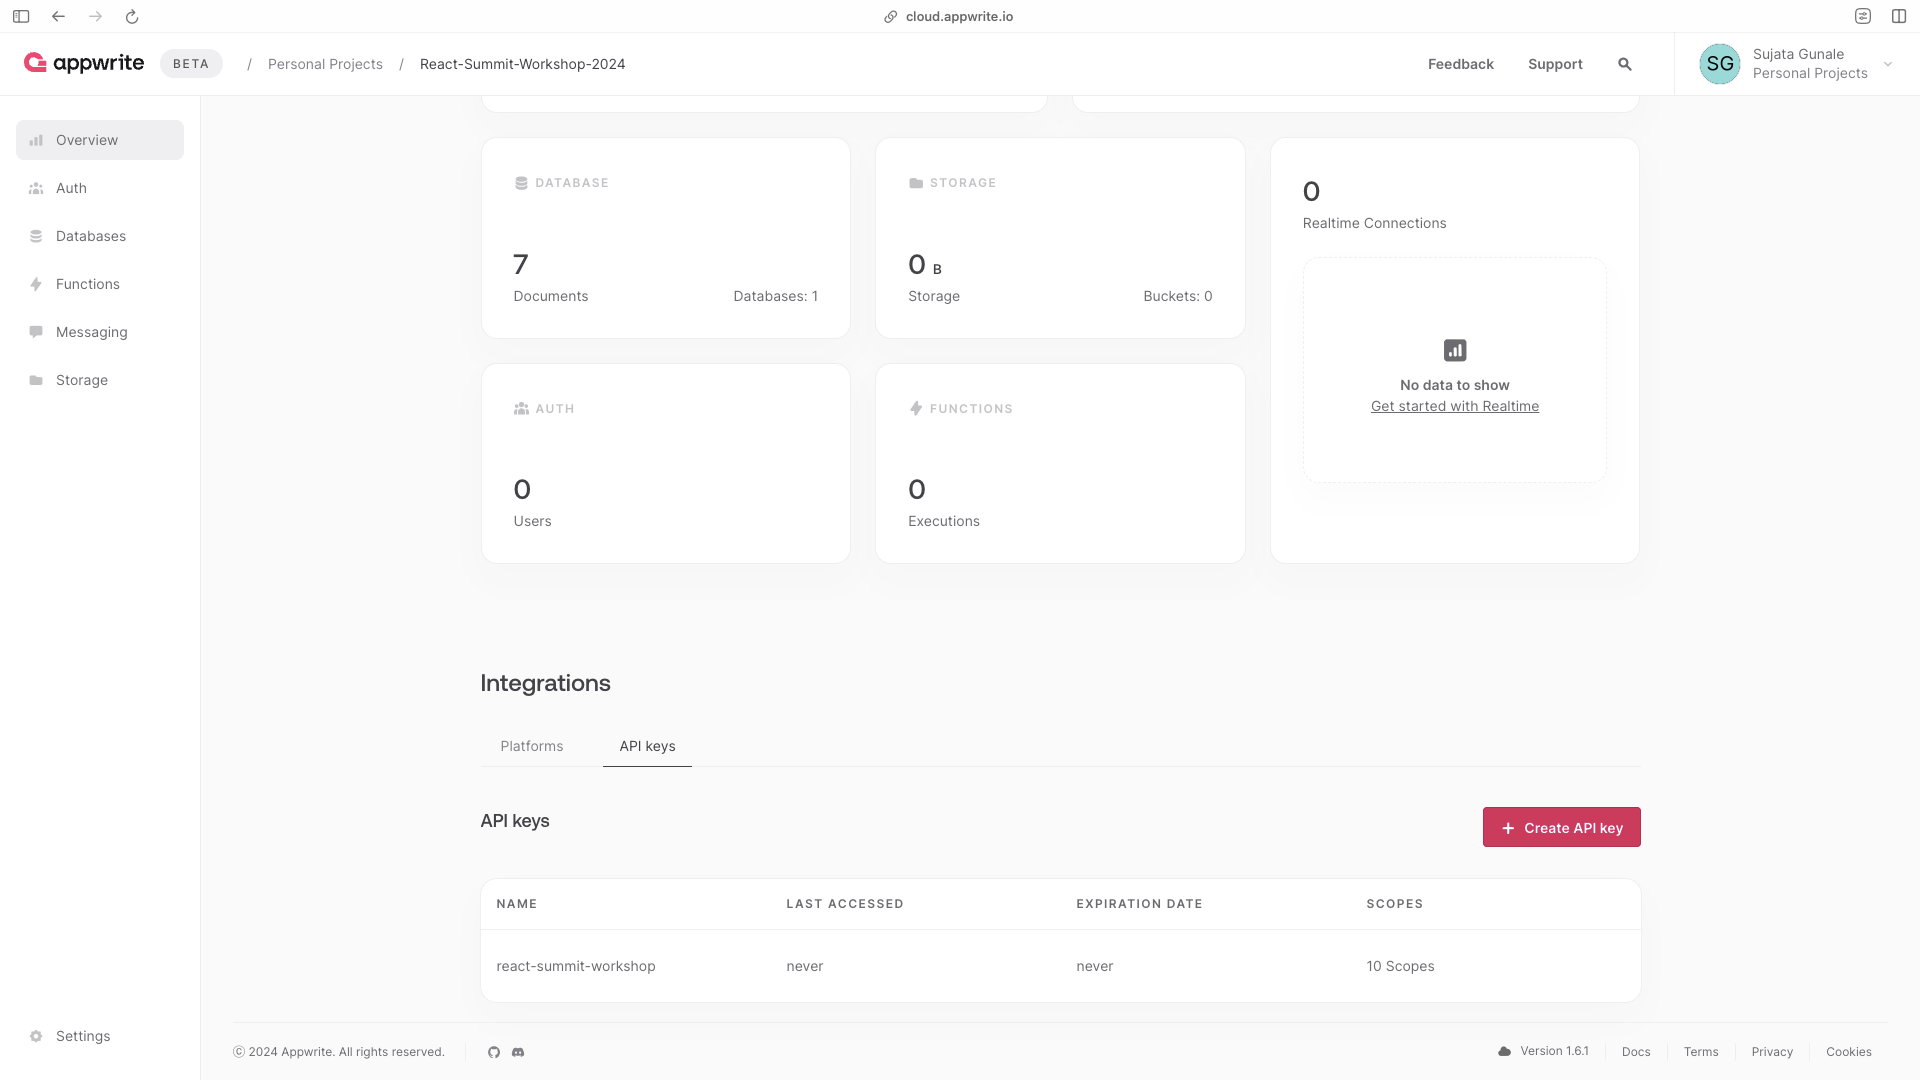 cloud.appwrite.io
appwrite BETA / Personal Projects / React-Summit-Workshop-2024
Feedback Support
SG
Sujata Gunale
Personal Projects
Overview
Auth
Databases
Functions
Messaging
Storage
Settings
DATABASE
7
Documents Databases: 1
STORAGE
0 B
Storage Buckets: 0
0
Realtime Connections
No data to show
Get started with Realtime
AUTH
0
Users
FUNCTIONS
0
Executions
Integrations
Platforms API keys
API keys
+ Create API key
NAME LAST ACCESSED EXPIRATION DATE SCOPES
react-summit-workshop never never 10 Scopes
© 2024 Appwrite. All rights reserved.
Version 1.6.1 Docs Terms Privacy Cookies